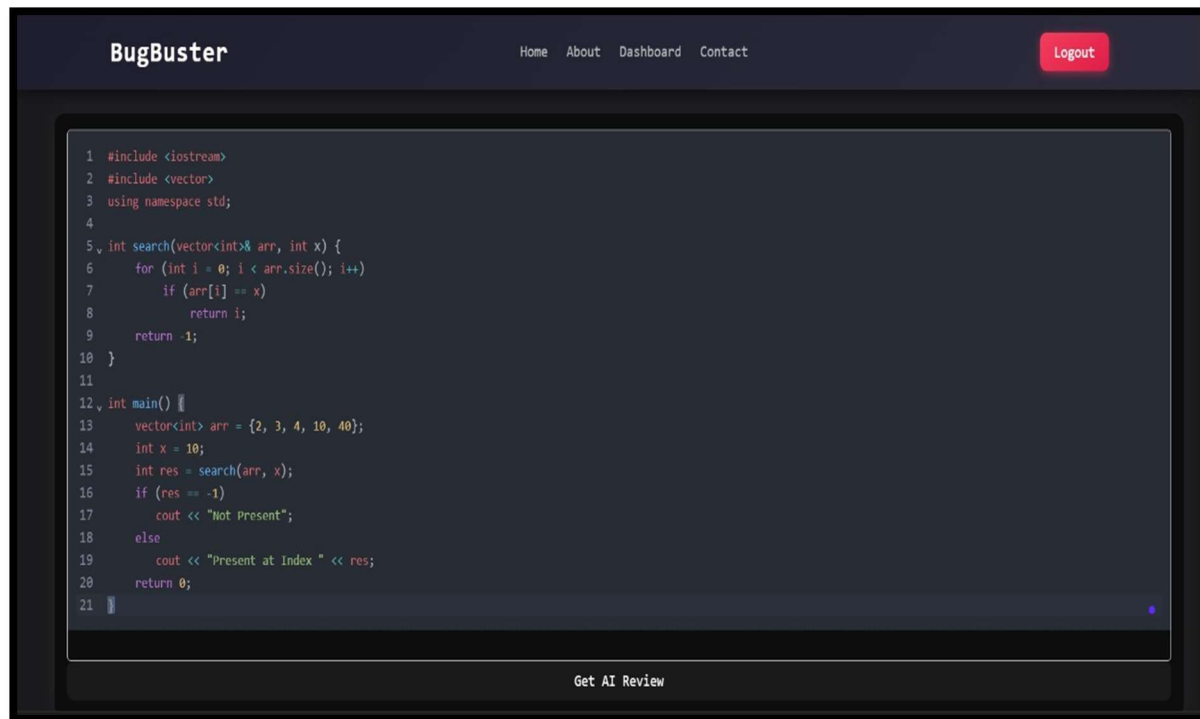 BugBuster
Home About Dashboard Contact
Logout
1 #include <iostream>
2 #include <vector>
3 using namespace std;
4
5 int search(vector<int>& arr, int x) {
6     for (int i = 0; i < arr.size(); i++)
7         if (arr[i] == x)
8             return i;
9     return -1;
10 }
11
12 int main() {
13     vector<int> arr = {2, 3, 4, 10, 40};
14     int x = 10;
15     int res = search(arr, x);
16     if (res == -1)
17        cout << "Not Present";
18     else
19        cout << "Present at Index " << res;
20     return 0;
21 }
Get AI Review